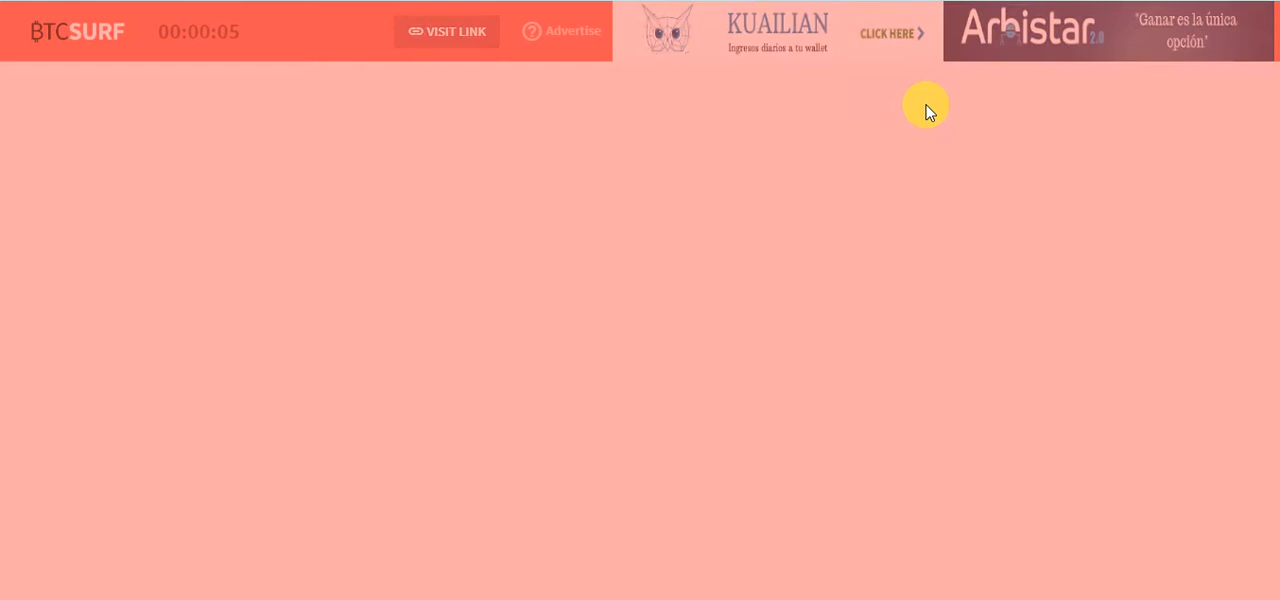 ₿TCSURF
00:00:05
VISIT LINK
Advertise
KUAILIAN
Ingresos diarios a tu wallet
CLICK HERE
Arbistar 2.0
"Ganar es la única
opción"